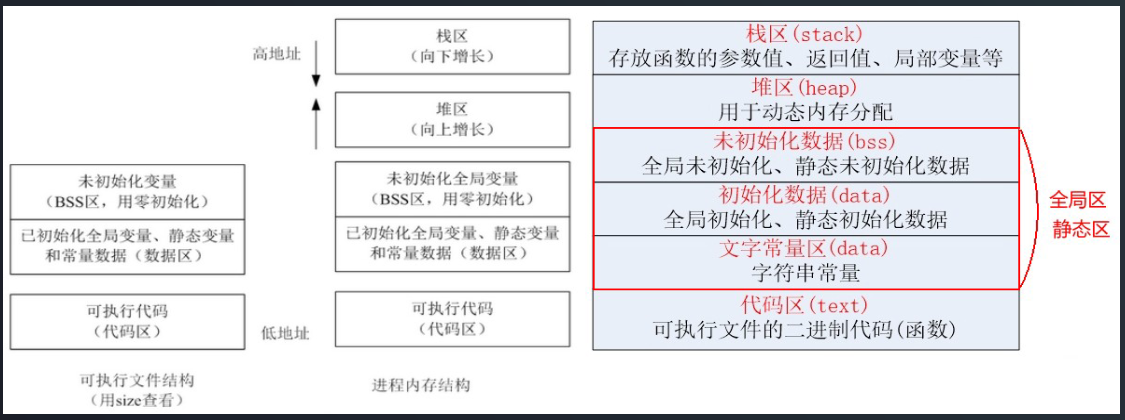 高地址
栈区
（向下增长）
堆区
（向上增长）
未初始化变量
（BSS区，用零初始化）
已初始化全局变量、静态变量
和常量数据（数据区）
可执行代码
（代码区）
可执行文件结构
（用size查看）
未初始化全局变量
（BSS区，用零初始化）
已初始化全局变量、静态变量
和常量数据（数据区）
可执行代码
（代码区）
低地址
进程内存结构
栈区(stack)
存放函数的参数值、返回值、局部变量等
堆区(heap)
用于动态内存分配
未初始化数据(bss)
全局未初始化、静态未初始化数据
初始化数据(data)
全局初始化、静态初始化数据
文字常量区(data)
字符串常量
代码区(text)
可执行文件的二进制代码(函数)
全局区
静态区